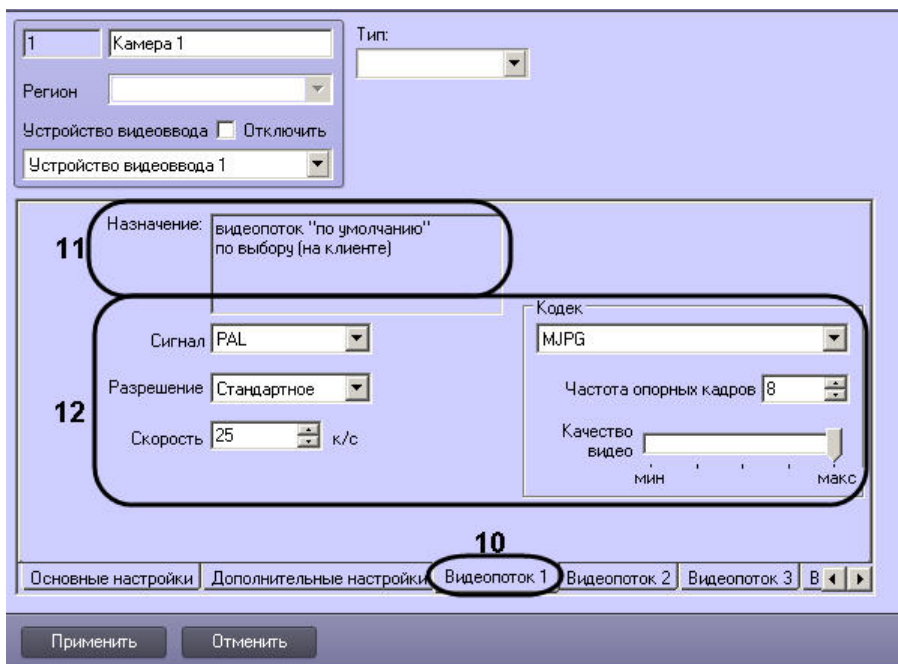 1 Камера 1 Тип:
Регион
Устройство видеоввода Отключить
Устройство видеоввода 1
11
Назначение: видеопоток "по умолчанию"
по выбору (на клиенте)
12
Сигнал PAL
Разрешение Стандартное
Скорость 25 к/с
Кодек
MJPG
Частота опорных кадров 8
Качество
видео
мин макс
10
Основные настройки Дополнительные настройки Видеопоток 1 Видеопоток 2 Видеопоток 3 В
Применить Отменить